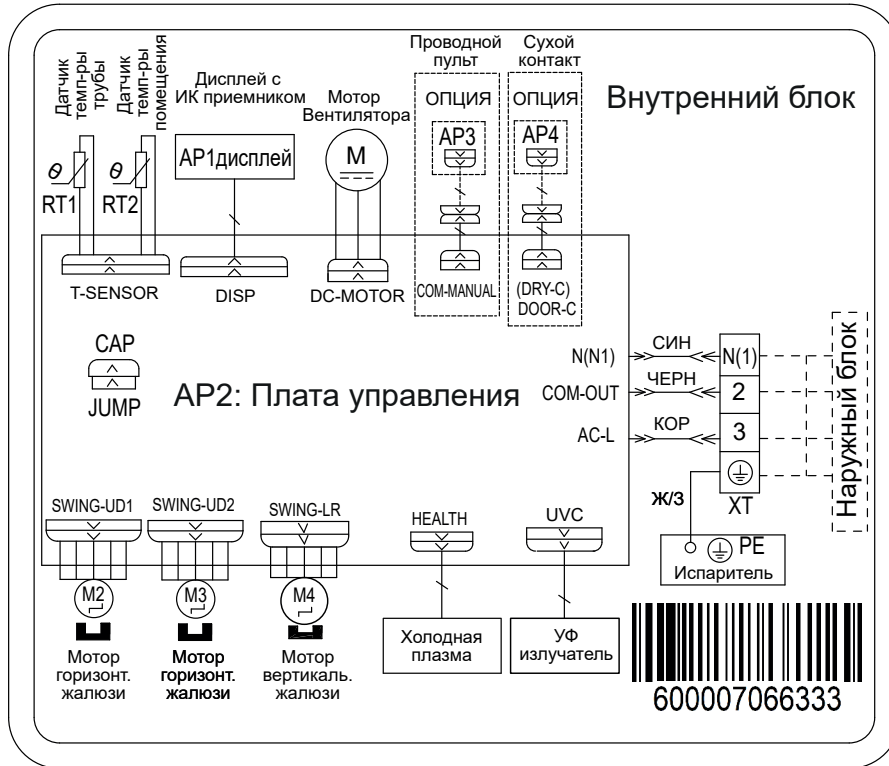 Датчик
темп-ры
трубы
Датчик
темп-ры
помещения
Дисплей с
ИК приемником
Мотор
Вентилятора
Проводной
пульт
Сухой
контакт
ОПЦИЯ
ОПЦИЯ
Внутренний блок
AP1дисплей
M
AP3
AP4
θ
RT1
θ
RT2
T-SENSOR
DISP
DC-MOTOR
COM-MANUAL
(DRY-C)
DOOR-C
CAP
JUMP
AP2: Плата управления
N(N1)
СИН
N(1)
COM-OUT
ЧЕРН
2
AC-L
КОР
3
Наружный блок
Ж/З
XT
PE
Испаритель
SWING-UD1
SWING-UD2
SWING-LR
HEALTH
UVC
M2
M3
M4
Мотор
горизонт.
жалюзи
Мотор
горизонт.
жалюзи
Мотор
вертикаль.
жалюзи
Холодная
плазма
УФ
излучатель
600007066333